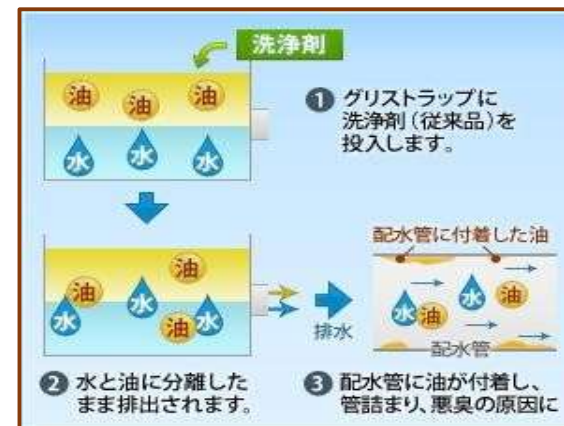 洗浄剤
油 油 油
水 水 水
❶ グリストラップに
洗浄剤（従来品）を
投入します。
油
油 水
水 油 水
排水
配水管に付着した油
水 油
水 油
配水管
❷ 水と油に分離した
まま排出されます。
❸ 配水管に油が付着し、
管詰まり、悪臭の原因に